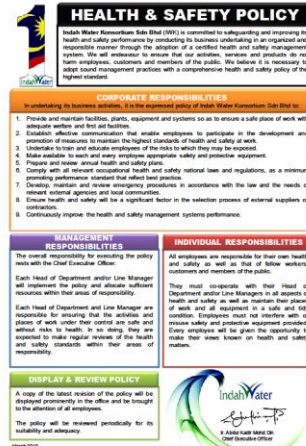 HEALTH & SAFETY POLICY
Indah Water Konsortium Sdn Bhd (IWK) is committed to safeguarding and improving its
health and safety performance by conducting its business undertaking in an organized and
responsible manner through the adoption of a certified health and safety management
system. We will endeavour to ensure that our activities, services and products do not
harm employees, customers and members of the public. We believe it is necessary to
adopt sound management practices with a comprehensive health and safety policy of the
highest standard.
IndahWater
CORPORATE RESPONSIBILITIES
In undertaking its business activities, it is the expressed policy of Indah Water Konsortium Sdn Bhd to:
1. Provide and maintain facilities, plants, equipment and systems so as to ensure a safe place of work with
adequate welfare and first aid facilities.
2. Establish effective communication that enable employees to participate in the development and
promotion of measures to maintain the highest standards of health and safety at work.
3. Undertake to train and educate employees of the risks to which they may be exposed.
4. Make available to each and every employee appropriate safety and protective equipment.
5. Prepare and review annual health and safety plans.
6. Comply with all relevant occupational health and safety national laws and regulations, as a minimum
promoting performance standard that reflect best practice.
7. Develop, maintain and review emergency procedures in accordance with the law and the needs of
relevant external agencies and local communities.
8. Ensure health and safety will be a significant factor in the selection process of external suppliers or
contractors.
9. Continuously improve the health and safety management systems performance.
MANAGEMENT
RESPONSIBILITIES
The overall responsibility for executing the policy
rests with the Chief Executive Officer.
Each Head of Department and/or Line Manager
will implement the policy and allocate sufficient
resources within their areas of responsibility.
Each Head of Department and Line Manager are
responsible for ensuring that the activities and
places of work under their control are safe and
without risks to health. In so doing, they are
expected to make regular reviews of the health
and safety standards within their areas of
responsibility.
INDIVIDUAL RESPONSIBILITIES
All employees are responsible for their own health
and safety as well as that of fellow workers,
customers and members of the public.
They must co-operate with their Head of
Department and/or Line Managers in all aspects of
health and safety as well as maintain their places
of work and all equipment in a safe and tidy
condition. Employees must not interfere with or
misuse safety and protective equipment provided.
Every employee will be given the opportunity to
make their views known on health and safety
matters.
DISPLAY & REVIEW POLICY
A copy of the latest revision of the policy will be
displayed prominently in the office and be brought
to the attention of all employees.
The policy will be reviewed periodically for its
suitability and adequacy.
IndahWater
Ir. Abdul Kadir Mohd Din
Chief Executive Officer